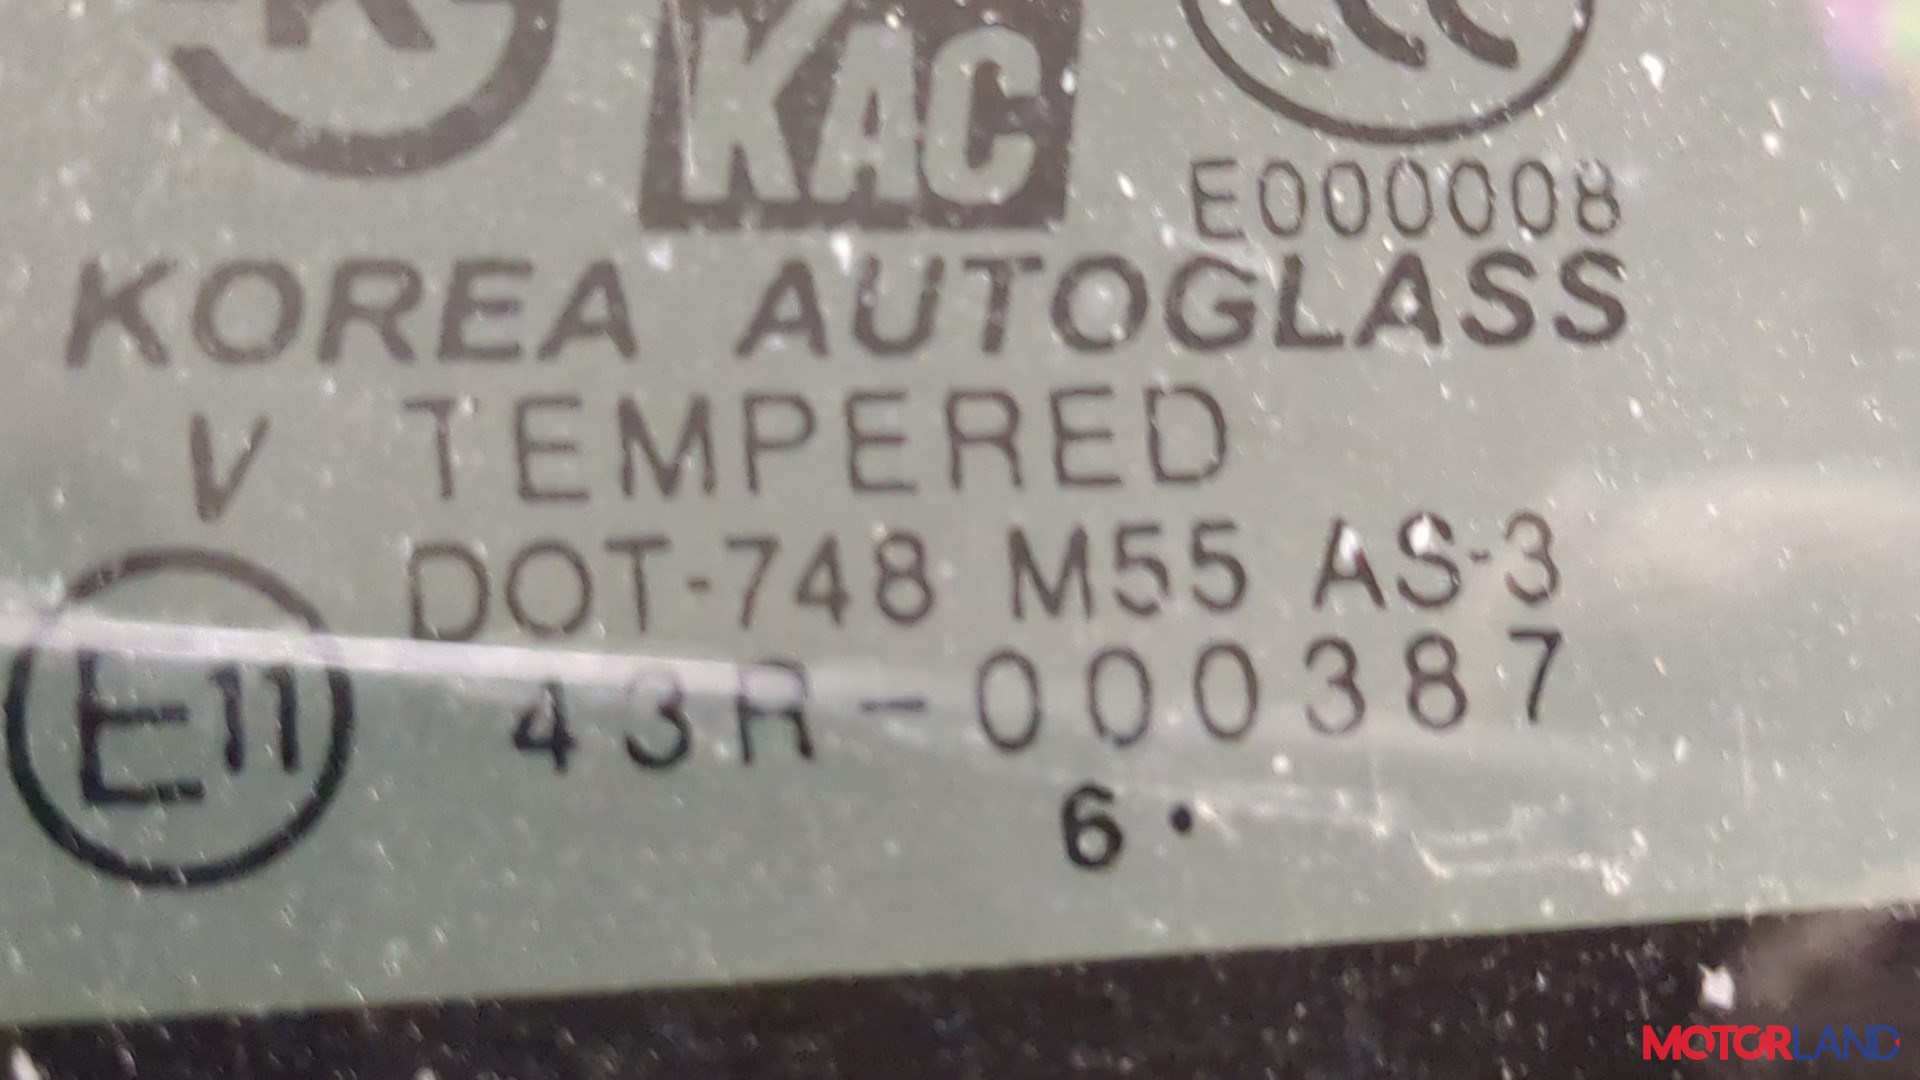 K
KAC
E000008
KOREA AUTOGLASS
V TEMPERED
DOT-748 M55 AS-3
E11 43R-000387
6 •
MOTORLAND